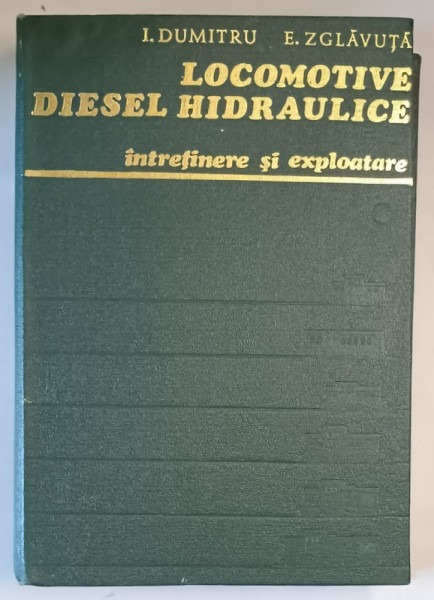 I. DUMITRU E. ZGLĂVUȚĂ
LOCOMOTIVE
DIESEL HIDRAULICE
întreținere și exploatare